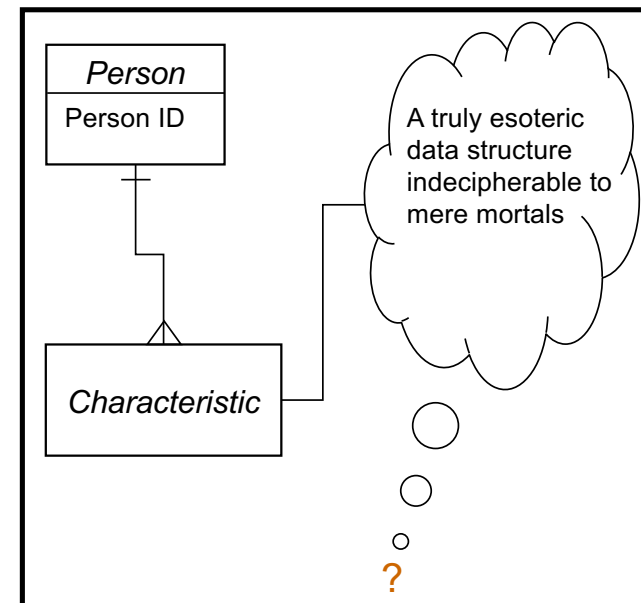 Person
Person ID
Characteristic
A truly esoteric
data structure
indecipherable to
mere mortals
?